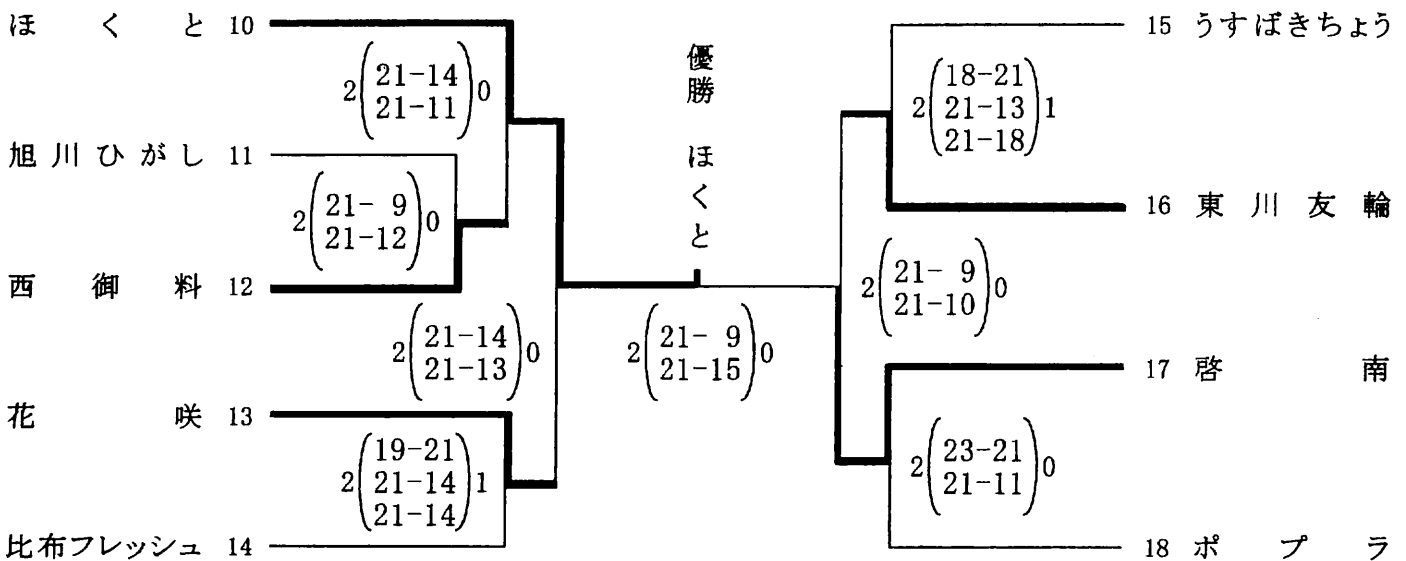 ほくと 10
2(21-14 21-11)0
旭川ひがし 11
2(21- 9 21-12)0
西御料 12
2(21-14 21-13)0
花咲 13
2(19-21 21-14 21-14)1
比布フレッシュ 14
優勝 ほくと
2(21- 9 21-15)0
15 うすばきちょう
2(18-21 21-13 21-18)1
16 東川友輪
2(21- 9 21-10)0
17 啓南
2(23-21 21-11)0
18 ポプラ